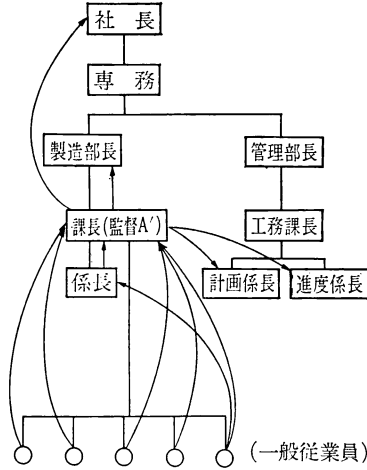 社長
専務
製造部長
管理部長
課長(監督A′)
工務課長
係長
計画係長
進度係長
(一般従業員)